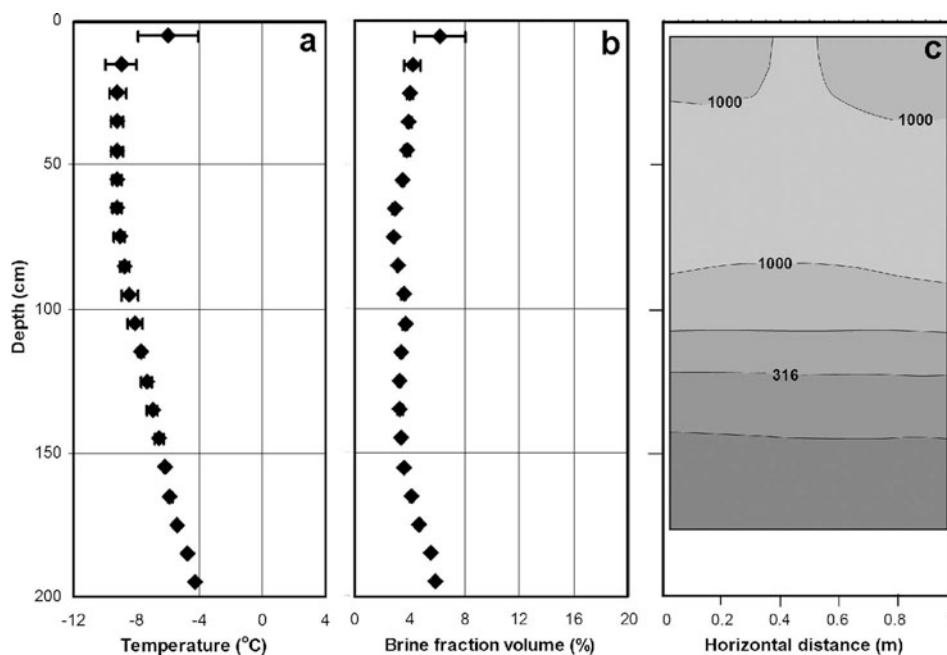 a
b
c
0
50
100
150
200
Depth (cm)
-12 -8 -4 0
Temperature (°C)
0 4 8 12 16 20
Brine fraction volume (%)
1000
1000
1000
316
0 0.2 0.4 0.6 0.8
Horizontal distance (m)